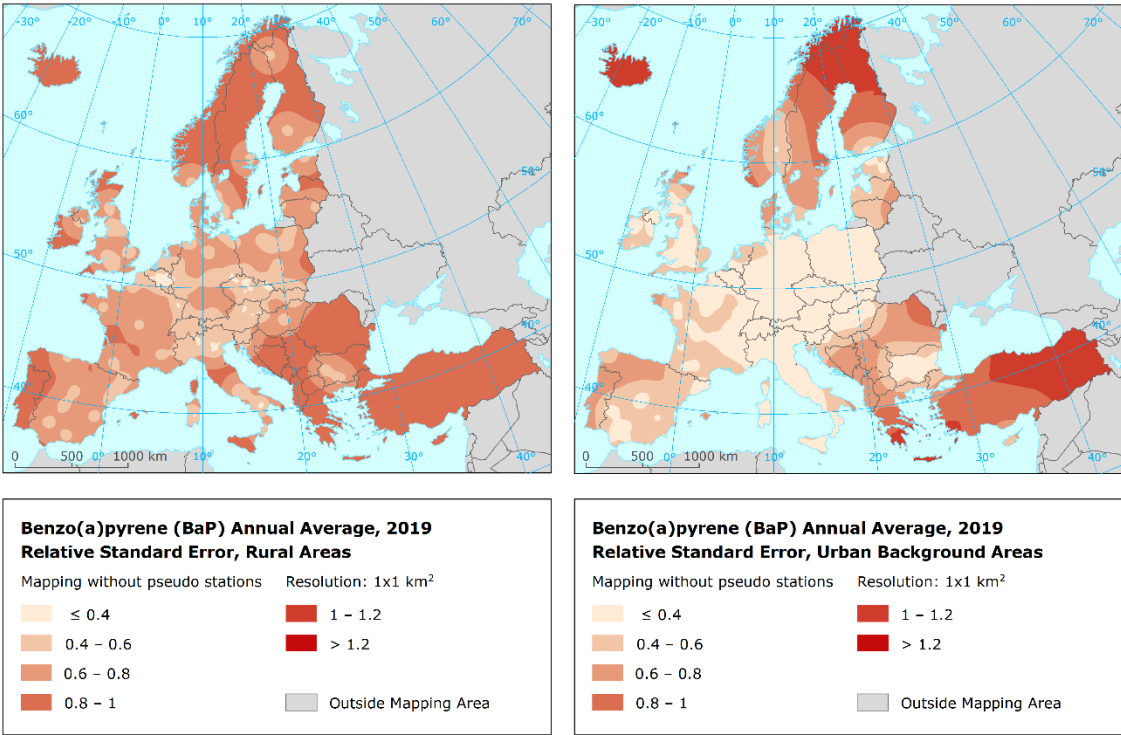 -30° -20° -10° 0° 10° 20° 30° 40° 50° 60° 70°
60°
50°
50°
40°
40°
0 500 1000 km
0° 10° 20° 30° 40°
Benzo(a)pyrene (BaP) Annual Average, 2019
Relative Standard Error, Rural Areas
Mapping without pseudo stations Resolution: 1x1 km²
≤ 0.4 1 – 1.2
0.4 – 0.6 > 1.2
0.6 – 0.8
0.8 – 1 Outside Mapping Area
-30° -20° -10° 0° 10° 20° 30° 40° 50° 60° 70°
60°
50°
50°
40°
40°
0 500 1000 km
0° 10° 20° 30° 40°
Benzo(a)pyrene (BaP) Annual Average, 2019
Relative Standard Error, Urban Background Areas
Mapping without pseudo stations Resolution: 1x1 km²
≤ 0.4 1 – 1.2
0.4 – 0.6 > 1.2
0.6 – 0.8
0.8 – 1 Outside Mapping Area